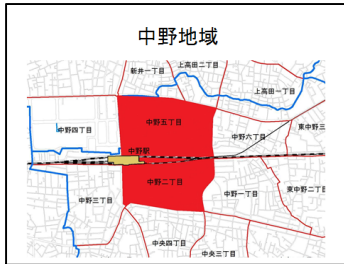 中野地域
新井一丁目
上高田二丁目
上高田一丁目
中野四丁目
中野五丁目
中野六丁目
東中野三
中野駅
中野二丁目
中野三丁目
中野一丁目
東中野二丁目
中央四丁目
中央三丁目